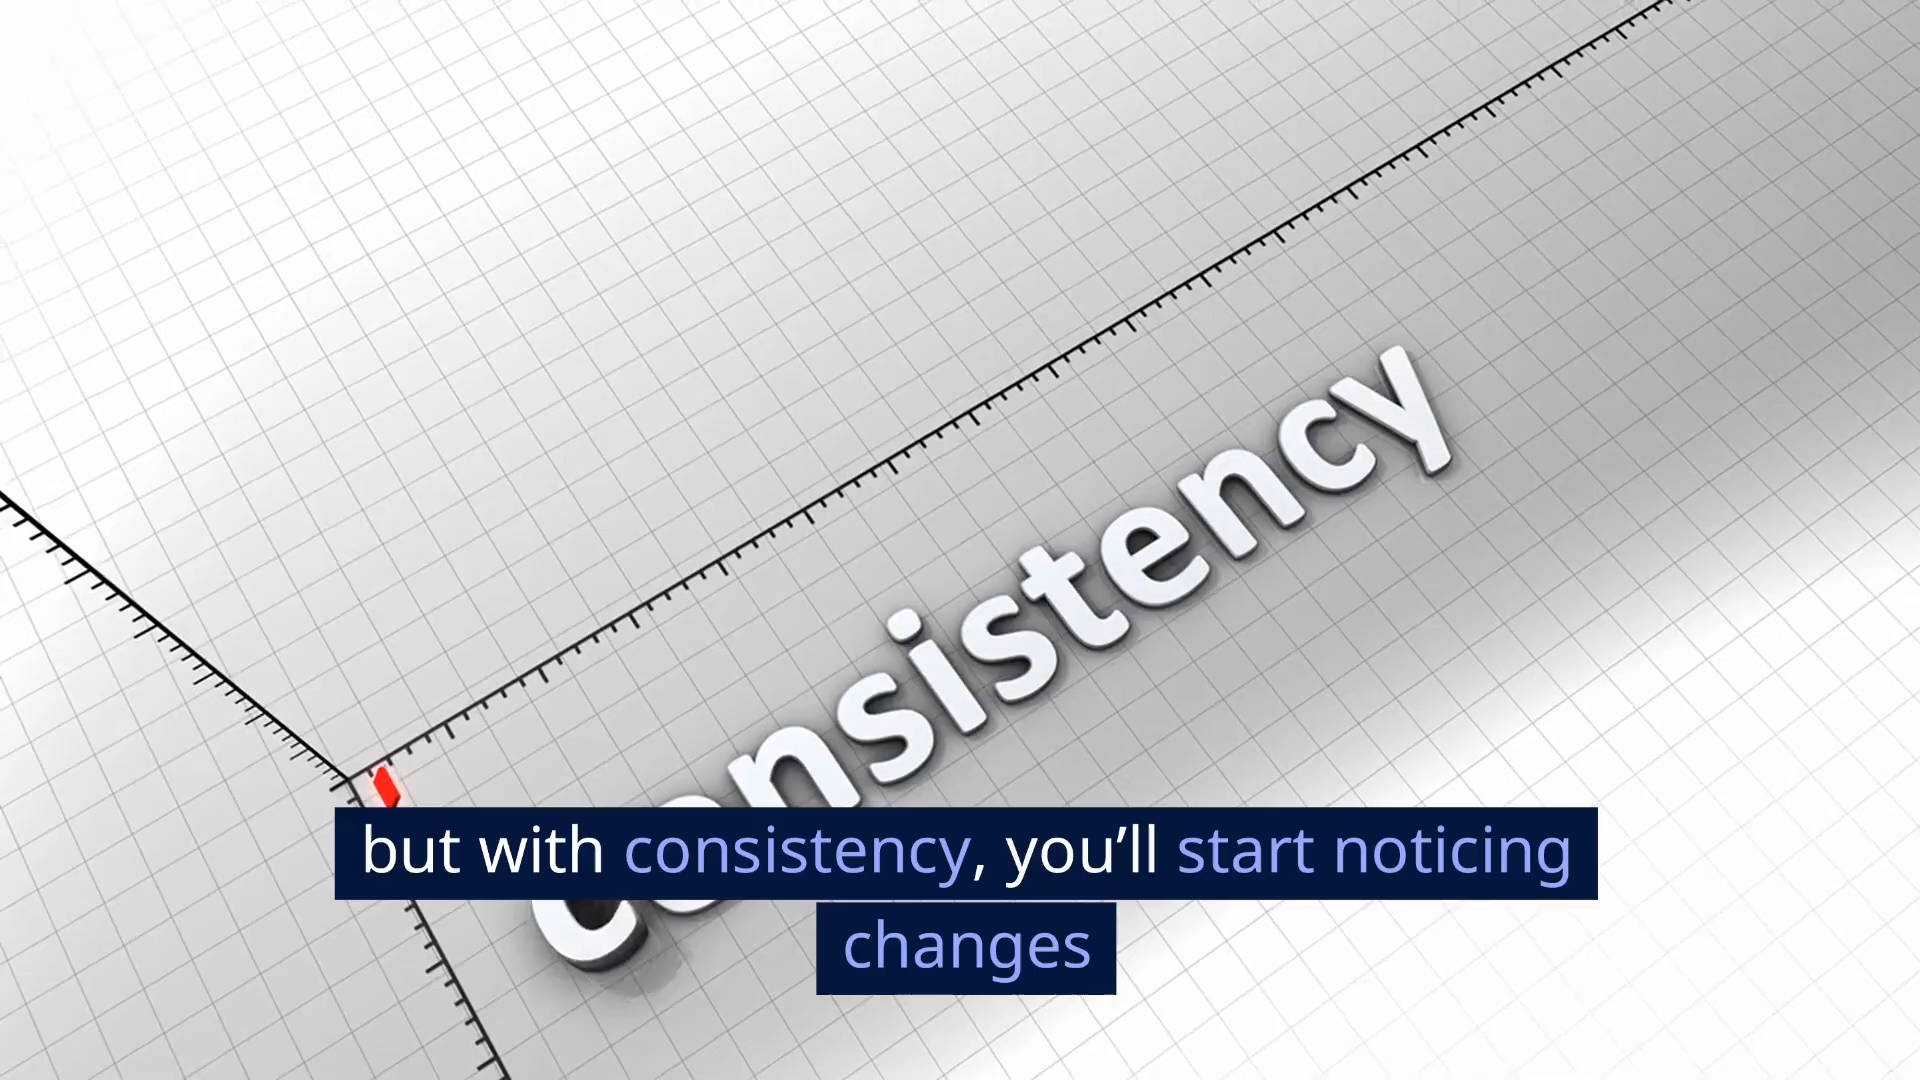 consistency
but with consistency, you’ll start noticing
changes